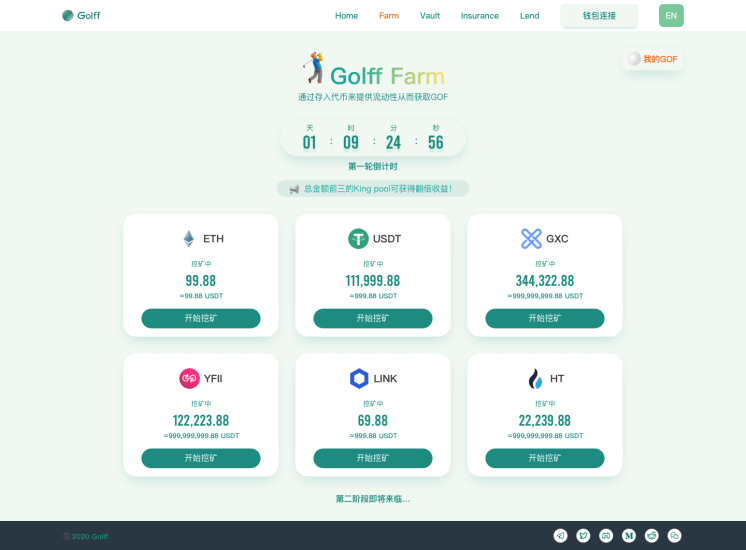 Golff
Home Farm Vault Insurance Lend 钱包连接 EN
我的GOF
Golff Farm
通过存入代币来提供流动性从而获取GOF
天 时 分 秒
01 : 09 : 24 : 56
第一轮倒计时
总金额前三的King pool可获得翻倍收益!
ETH
挖矿中
99.88
≈99.88 USDT
开始挖矿
USDT
挖矿中
111,999.88
≈999.88 USDT
开始挖矿
GXC
挖矿中
344,322.88
≈999,999,999.88 USDT
开始挖矿
YFII
挖矿中
122,223.88
≈999,999,999.88 USDT
开始挖矿
LINK
挖矿中
69.88
≈999.88 USDT
开始挖矿
HT
挖矿中
22,239.88
≈999,999,999.88 USDT
开始挖矿
第二阶段即将来临...
2020 Golff